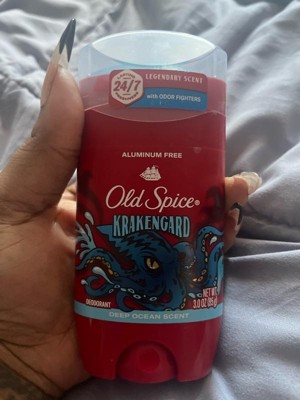 24/7
LEGENDARY SCENT
with ODOR FIGHTERS
ALUMINUM FREE
Old Spice®
KRAKENGARD
DEODORANT
NET WT
3.0 OZ (85 g)
DEEP OCEAN SCENT